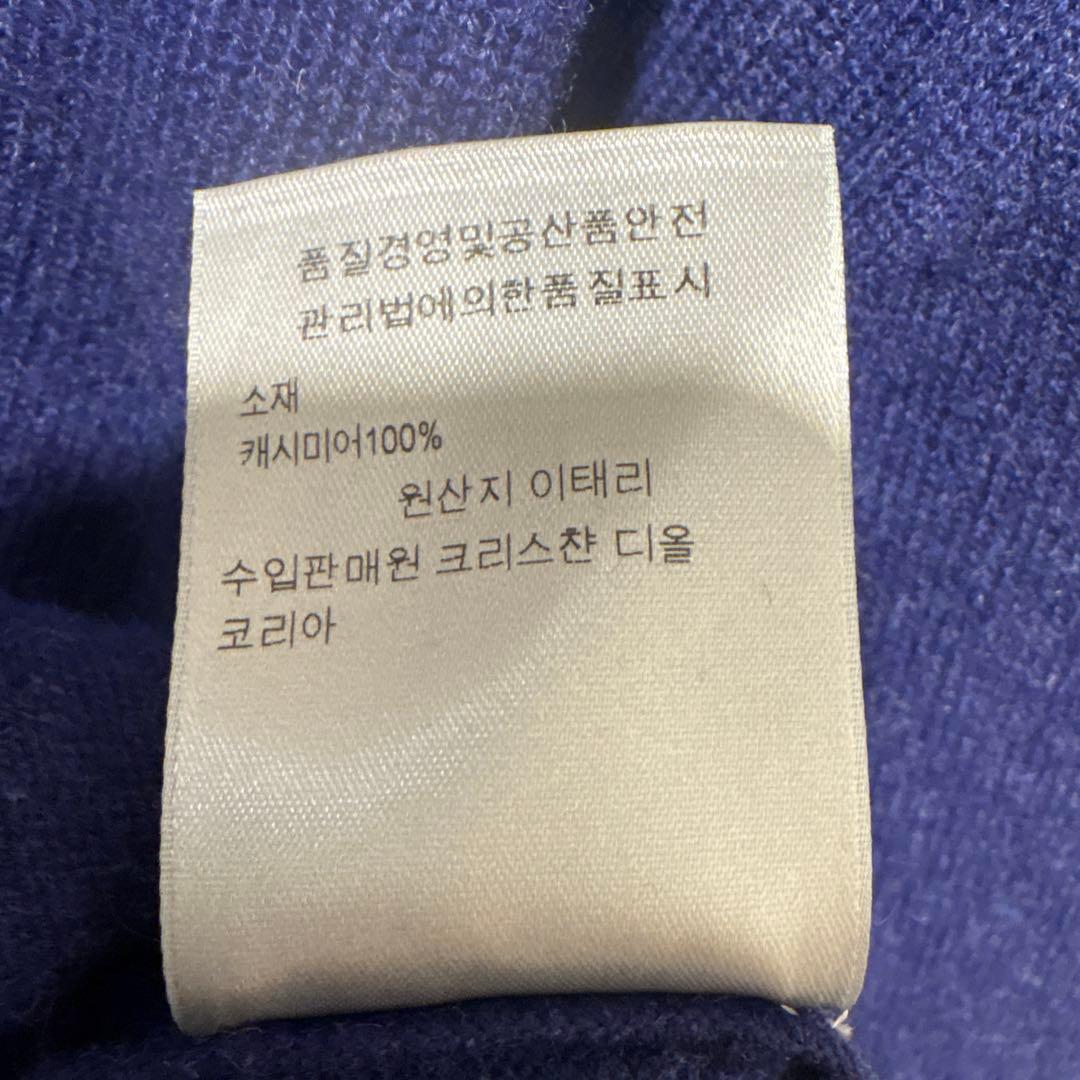 품질경영및공산품안전
관리법에의한품질표시
소재
캐시미어100%
원산지 이태리
수입판매원 크리스챤 디올
코리아